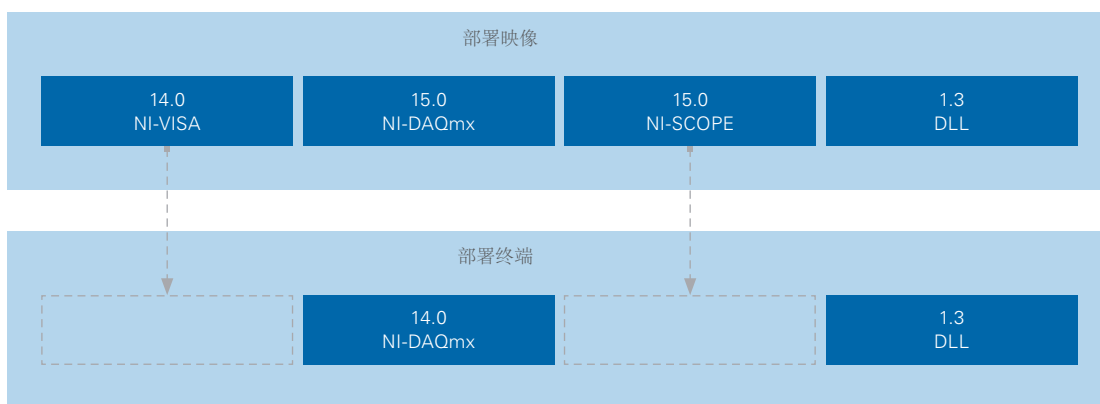 部署映像
14.0
NI-VISA
15.0
NI-DAQmx
15.0
NI-SCOPE
1.3
DLL
部署终端
14.0
NI-DAQmx
1.3
DLL